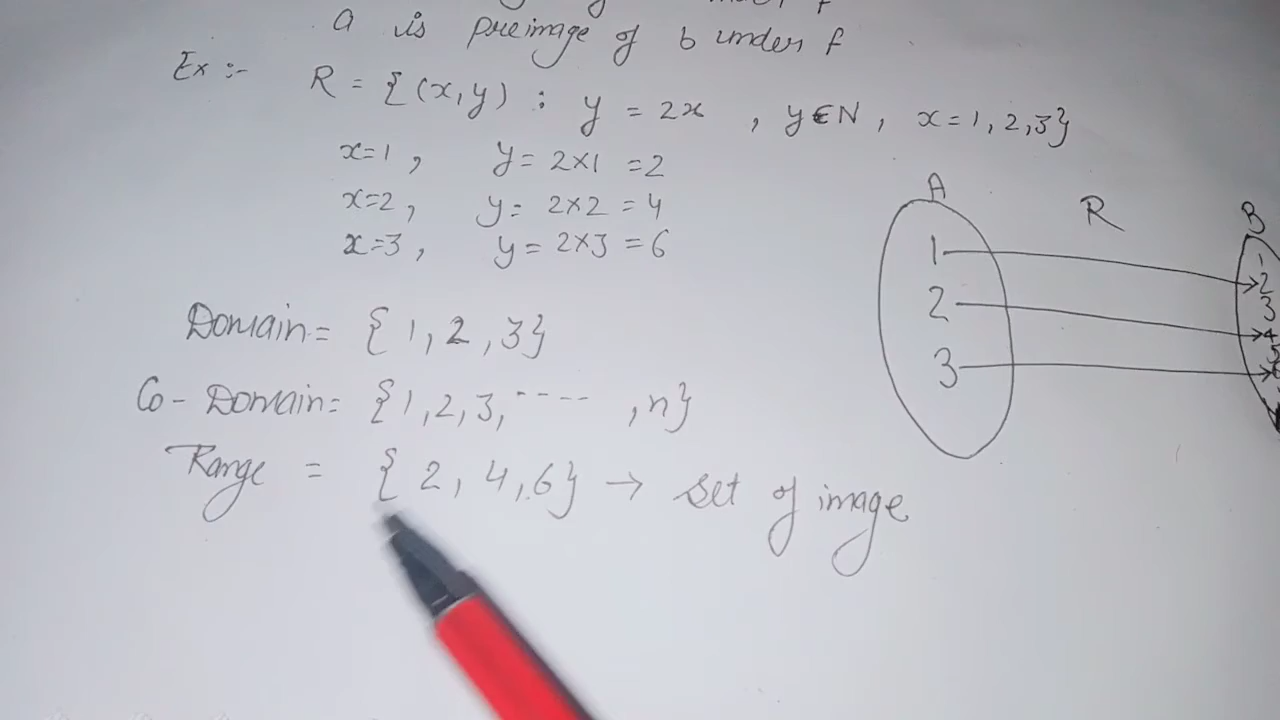 a is preimage of b under f
Ex :- R = {(x,y) : y = 2x , y∈N, x=1,2,3}
x=1 , y= 2×1 =2
x=2 , y= 2×2 = 4
x=3 , y= 2×3 = 6
A R B
1 2
2 3
3 4
5
6
Domain = {1,2,3}
Co-Domain= {1,2,3,---- ,n}
Range = {2,4,6} → set of image